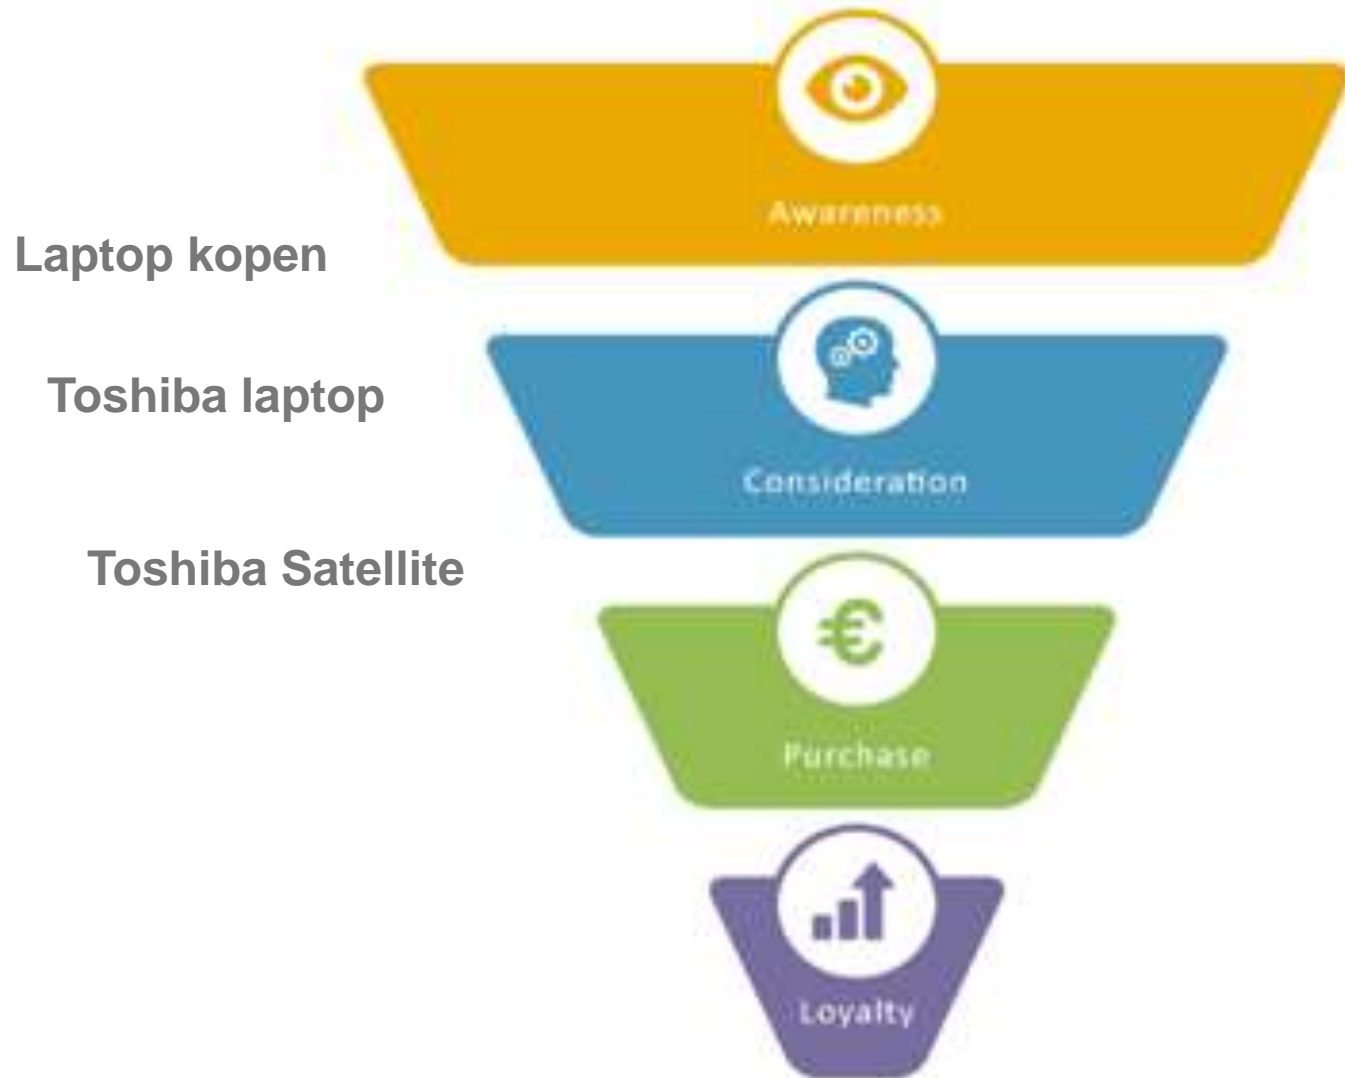 Awareness
Laptop kopen
Toshiba laptop
Consideration
Toshiba Satellite
€
Purchase
Loyalty